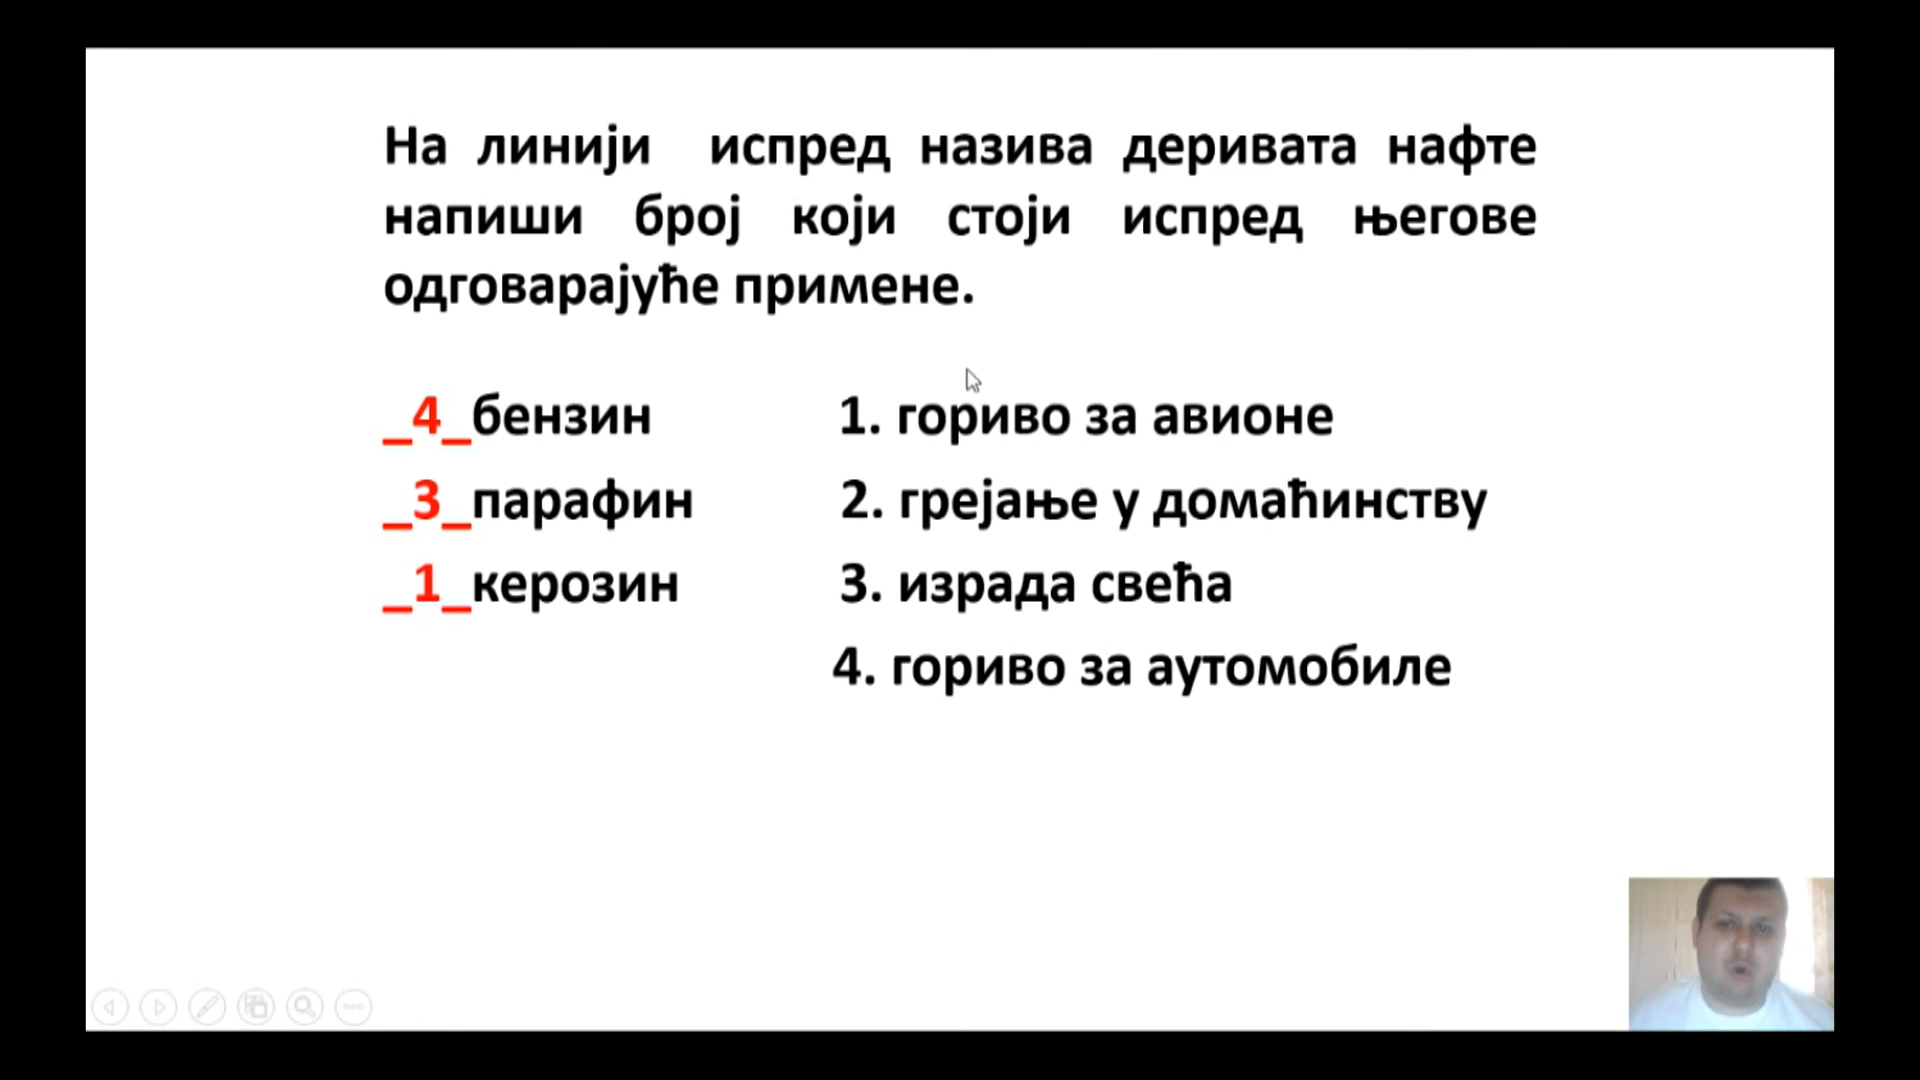 На линији испред назива деривата нафте
напиши број који стоји испред његове
одговарајуће примене.
_4_бензин 1. гориво за авионе
_3_парафин 2. грејање у домаћинству
_1_керозин 3. израда свећа
4. гориво за аутомобиле